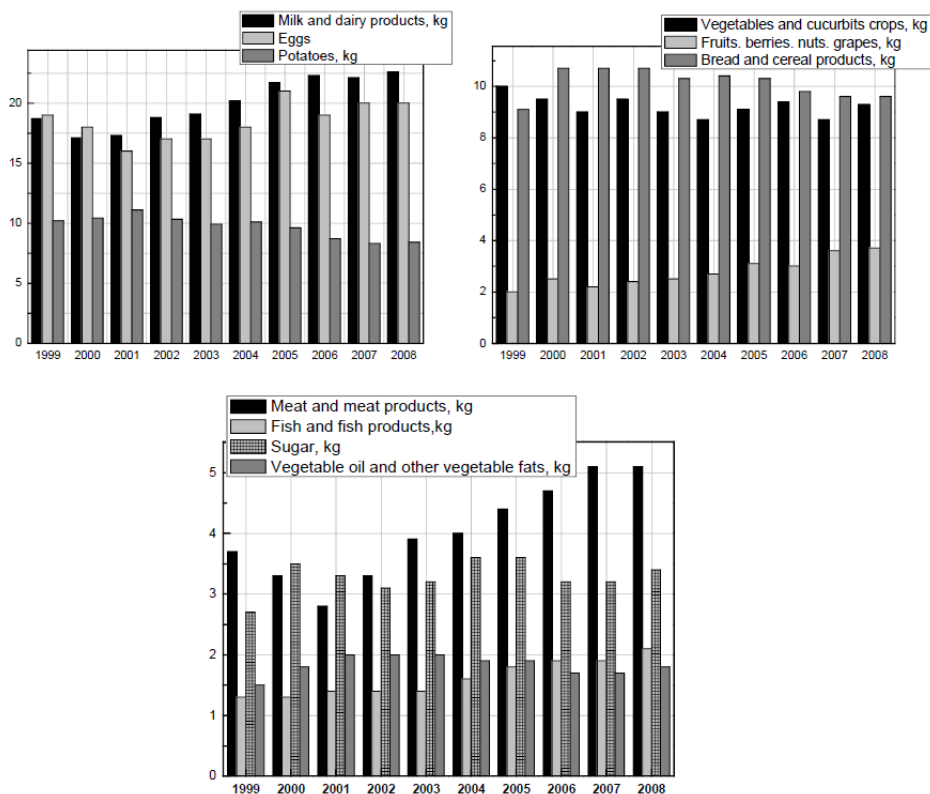 Milk and dairy products, kg
Eggs
Potatoes, kg
20
15
10
5
0
1999 2000 2001 2002 2003 2004 2005 2006 2007 2008
Vegetables and cucurbits crops, kg
Fruits. berries. nuts. grapes, kg
Bread and cereal products, kg
10
8
6
4
2
0
1999 2000 2001 2002 2003 2004 2005 2006 2007 2008
Meat and meat products, kg
Fish and fish products,kg
Sugar, kg
Vegetable oil and other vegetable fats, kg
5
4
3
2
1
0
1999 2000 2001 2002 2003 2004 2005 2006 2007 2008